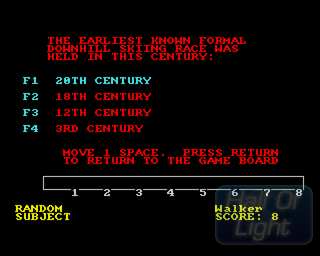 THE EARLIEST KNOWN FORMAL
DOWNHILL SKIING RACE WAS
HELD IN THIS CENTURY:
F1 20TH CENTURY
F2 18TH CENTURY
F3 12TH CENTURY
F4 3RD CENTURY
MOVE 1 SPACE. PRESS RETURN
TO RETURN TO THE GAME BOARD
1 2 3 4 5 6 7 8
RANDOM Walker
SUBJECT SCORE: 8
Hall Of
Light